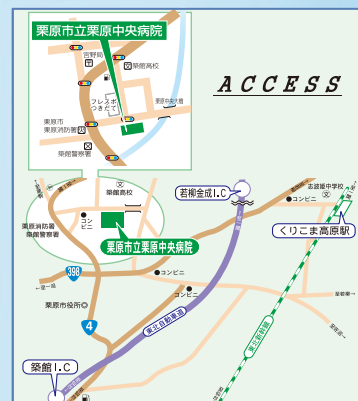 栗原市立栗原中央病院
ACCESS
宮野局
築館高校
フレスポ
つきだて
栗原中央大橋
栗原市
栗原消防署
築館警察署
築館高校
若柳金成I.C
志波姫中学校
コンビニ
くりこま高原駅
栗原消防署
築館警察署
コンビニ
栗原市立栗原中央病院
398
コンビニ
コンビニ
栗原市役所
4
東北自動車道
東北新幹線
築館I.C